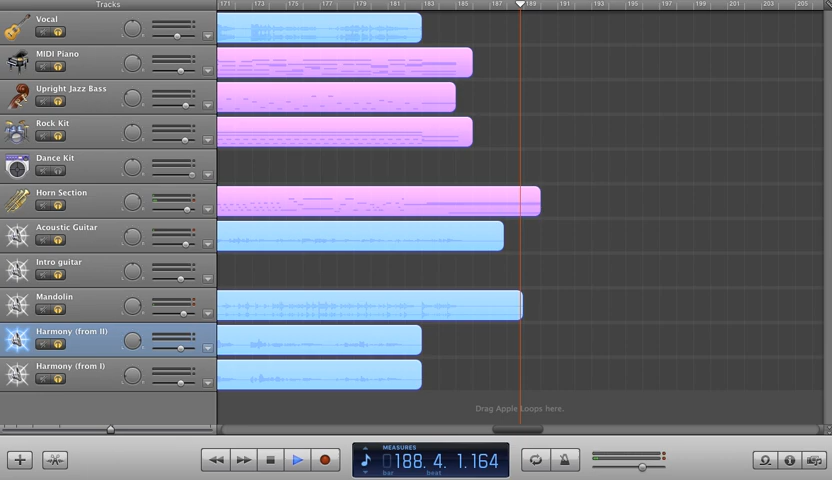 Tracks
171 173 175 177 179 181 183 185 187 189 191 193 195 197 199 201 203 205
Vocal
MIDI Piano
Upright Jazz Bass
Rock Kit
Dance Kit
Horn Section
Acoustic Guitar
Intro guitar
Mandolin
Harmony (from II)
Harmony (from I)
Drag Apple Loops here.
MEASURES
188. 4. 1.164
bar beat